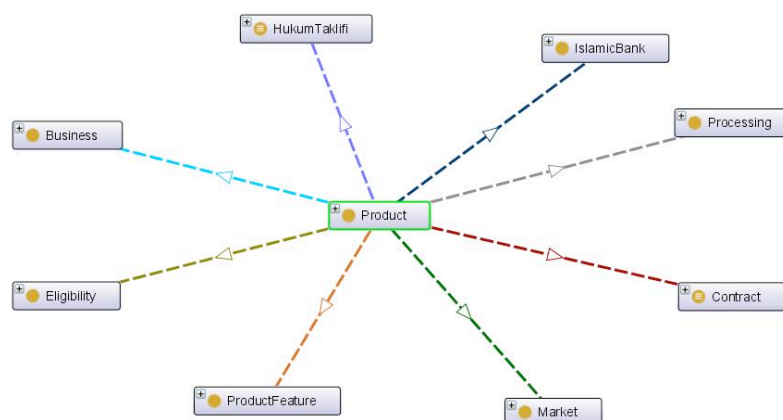 HukumTaklifi
IslamicBank
Processing
Business
Product
Eligibility
Contract
ProductFeature
Market